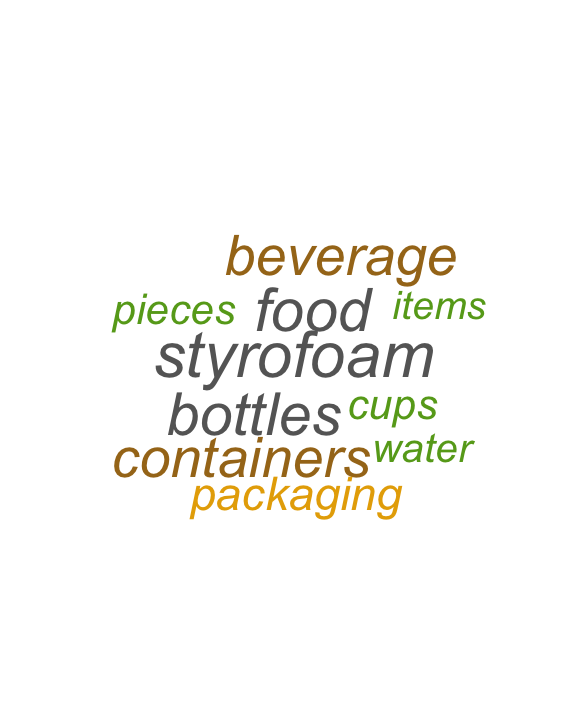 beverage
pieces food items
styrofoam
bottles cups
containers water
packaging